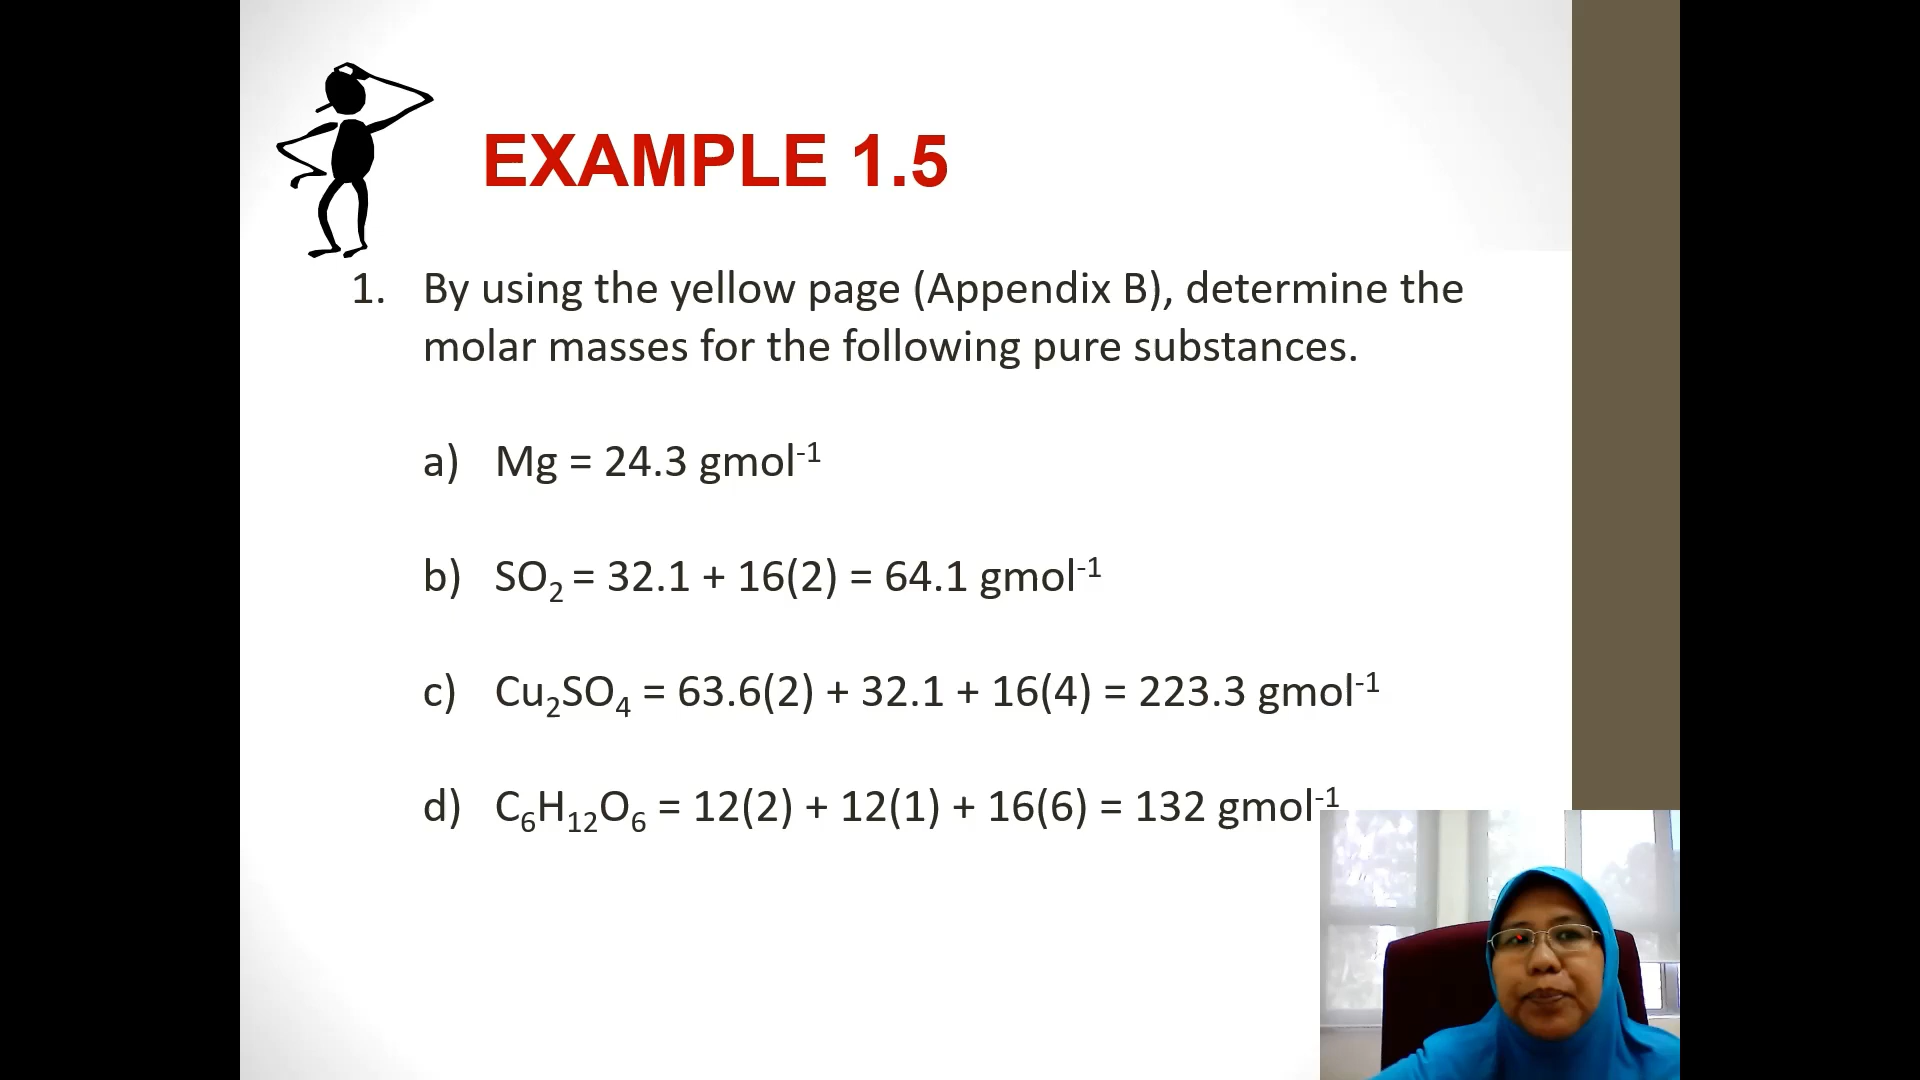 EXAMPLE 1.5
1. By using the yellow page (Appendix B), determine the
molar masses for the following pure substances.
a) Mg = 24.3 gmol⁻¹
b) SO₂ = 32.1 + 16(2) = 64.1 gmol⁻¹
c) Cu₂SO₄ = 63.6(2) + 32.1 + 16(4) = 223.3 gmol⁻¹
d) C₆H₁₂O₆ = 12(2) + 12(1) + 16(6) = 132 gmol⁻¹